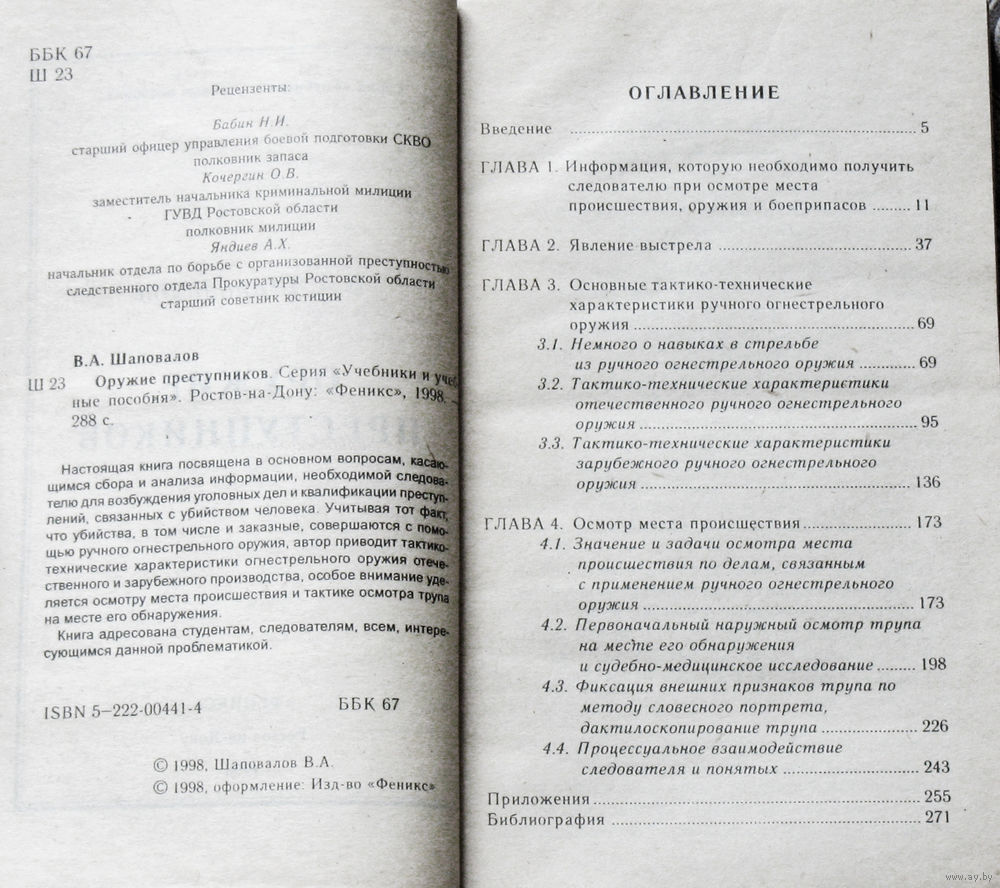 ББК 67
Ш 23
Рецензенты:
Бабин Н.И.
старший офицер управления боевой подготовки СКВО
полковник запаса
Кочергин О.В.
заместитель начальника криминальной милиции
ГУВД Ростовской области
полковник милиции
Яндиев А.Х.
начальник отдела по борьбе с организованной преступностью
следственного отдела Прокуратуры Ростовской области
старший советник юстиции
В.А. Шаповалов
Ш 23 Оружие преступников. Серия «Учебники и учеб-
ные пособия». Ростов-на-Дону: «Феникс», 1998. —
288 с.
Настоящая книга посвящена в основном вопросам, касаю-
щимся сбора и анализа информации, необходимой следова-
телю для возбуждения уголовных дел и квалификации преступ-
лений, связанных с убийством человека. Учитывая тот факт,
что убийства, в том числе и заказные, совершаются с помо-
щью ручного огнестрельного оружия, автор приводит тактико-
технические характеристики огнестрельного оружия отече-
ственного и зарубежного производства, особое внимание уде-
ляется осмотру места происшествия и тактике осмотра трупа
на месте его обнаружения.
Книга адресована студентам, следователям, всем, интере-
сующимся данной проблематикой.
ISBN 5–222–00441–4 ББК 67
© 1998, Шаповалов В.А.
© 1998, оформление: Изд-во «Феникс»
ОГЛАВЛЕНИЕ
Введение ........ 5
ГЛАВА 1. Информация, которую необходимо получить
следователю при осмотре места
происшествия, оружия и боеприпасов ........ 11
ГЛАВА 2. Явление выстрела ........ 37
ГЛАВА 3. Основные тактико-технические
характеристики ручного огнестрельного
оружия ........ 69
3.1. Немного о навыках в стрельбе
из ручного огнестрельного оружия ........ 69
3.2. Тактико-технические характеристики
отечественного ручного огнестрельного
оружия ........ 95
3.3. Тактико-технические характеристики
зарубежного ручного огнестрельного
оружия ........ 136
ГЛАВА 4. Осмотр места происшествия ........ 173
4.1. Значение и задачи осмотра места
происшествия по делам, связанным
с применением ручного огнестрельного
оружия ........ 173
4.2. Первоначальный наружный осмотр трупа
на месте его обнаружения
и судебно-медицинское исследование ........ 198
4.3. Фиксация внешних признаков трупа по
методу словесного портрета,
дактилоскопирование трупа ........ 226
4.4. Процессуальное взаимодействие
следователя и понятых ........ 243
Приложения ........ 255
Библиография ........ 271
www.ay.by